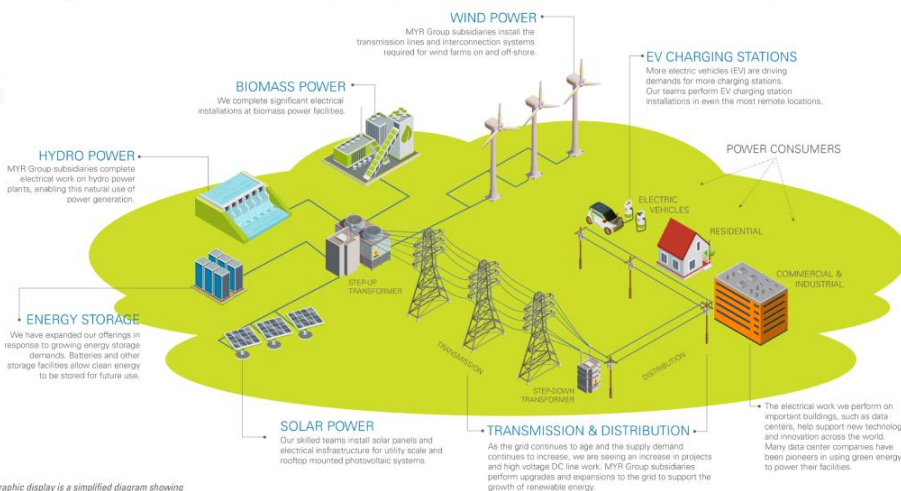 WIND POWER
MYR Group subsidiaries install the
transmission lines and interconnection systems
required for wind farms on and off-shore.
EV CHARGING STATIONS
More electric vehicles (EV) are driving
demands for more charging stations.
Our teams perform EV charging station
installations in even the most remote locations.
BIOMASS POWER
We complete significant electrical
installations at biomass power facilities.
HYDRO POWER
MYR Group subsidiaries complete
electrical work on hydro power
plants, enabling this natural use of
power generation.
POWER CONSUMERS
ELECTRIC
VEHICLES
RESIDENTIAL
COMMERCIAL &
INDUSTRIAL
STEP-UP
TRANSFORMER
ENERGY STORAGE
We have expanded our offerings in
response to growing energy storage
demands. Batteries and other
storage facilities allow clean energy
to be stored for future use.
TRANSMISSION
STEP-DOWN
TRANSFORMER
DISTRIBUTION
SOLAR POWER
Our skilled teams install solar panels and
electrical insfrastructure for utility scale and
rooftop mounted photovoltaic systems.
TRANSMISSION & DISTRIBUTION
As the grid continues to age and the supply demand
continues to increase, we are seeing an increase in projects
and high voltage DC line work. MYR Group subsidiaries
perform upgrades and expansions to the grid to support the
growth of renewable energy.
The electrical work we perform on
important buildings, such as data
centers, help support new technolog
and innovation across the world.
Many data center companies have
been pioneers in using green energy
to power their facilities.
raphic display is a simplified diagram showing